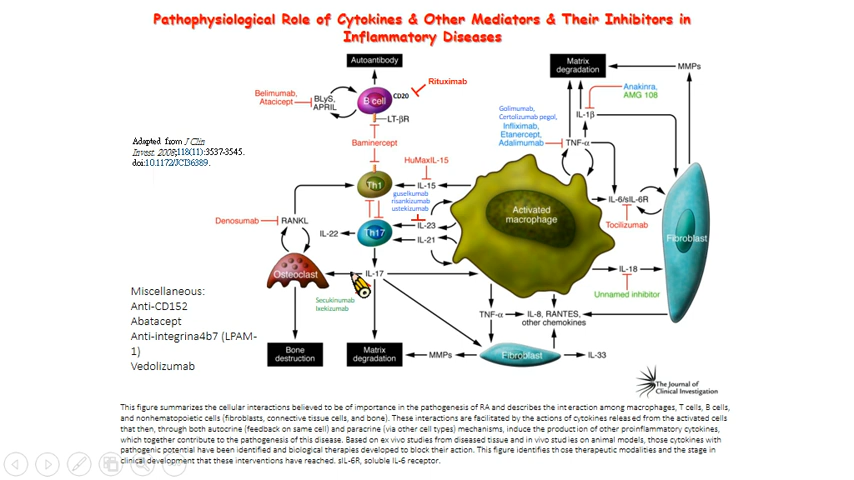 Pathophysiological Role of Cytokines & Other Mediators & Their Inhibitors in
Inflammatory Diseases
Autoantibody
Matrix
degradation
MMPs
Belimumab,
Atacicept
BLyS,
APRIL
B cell
CD20
Rituximab
LT-βR
Baminercept
Anakinra,
AMG 108
IL-1β
Golimumab,
Certolizumab pegol,
Infliximab,
Etanercept,
Adalimumab
TNF-α
Adapted from J Clin
Invest. 2008;118(11):3537-3545.
doi:10.1172/JCI36389.
HuMaxIL-15
Th1
IL-15
guselkumab
risankizumab
ustekizumab
Activated
macrophage
IL-6/sIL-6R
Tocilizumab
Fibroblast
Denosumab
RANKL
IL-22
Th17
IL-23
IL-21
Osteoclast
IL-17
IL-18
Unnamed inhibitor
Secukinumab
Ixekizumab
Miscellaneous:
Anti-CD152
Abatacept
Anti-integrina4b7 (LPAM-
1)
Vedolizumab
TNF-α
IL-8, RANTES,
other chemokines
Bone
destruction
Matrix
degradation
MMPs
Fibroblast
IL-33
The Journal of
Clinical Investigation
This figure summarizes the cellular interactions believed to be of importance in the pathogenesis of RA and describes the interaction among macrophages, T cells, B cells,
and nonhematopoietic cells (fibroblasts, connective tissue cells, and bone). These interactions are facilitated by the actions of cytokines released from the activated cells
that then, through both autocrine (feedback on same cell) and paracrine (via other cell types) mechanisms, induce the production of other proinflammatory cytokines,
which together contribute to the pathogenesis of this disease. Based on ex vivo studies from diseased tissue and in vivo studies on animal models, those cytokines with
pathogenic potential have been identified and biological therapies developed to block their action. This figure identifies those therapeutic modalities and the stage in
clinical development that these interventions have reached. sIL-6R, soluble IL-6 receptor.